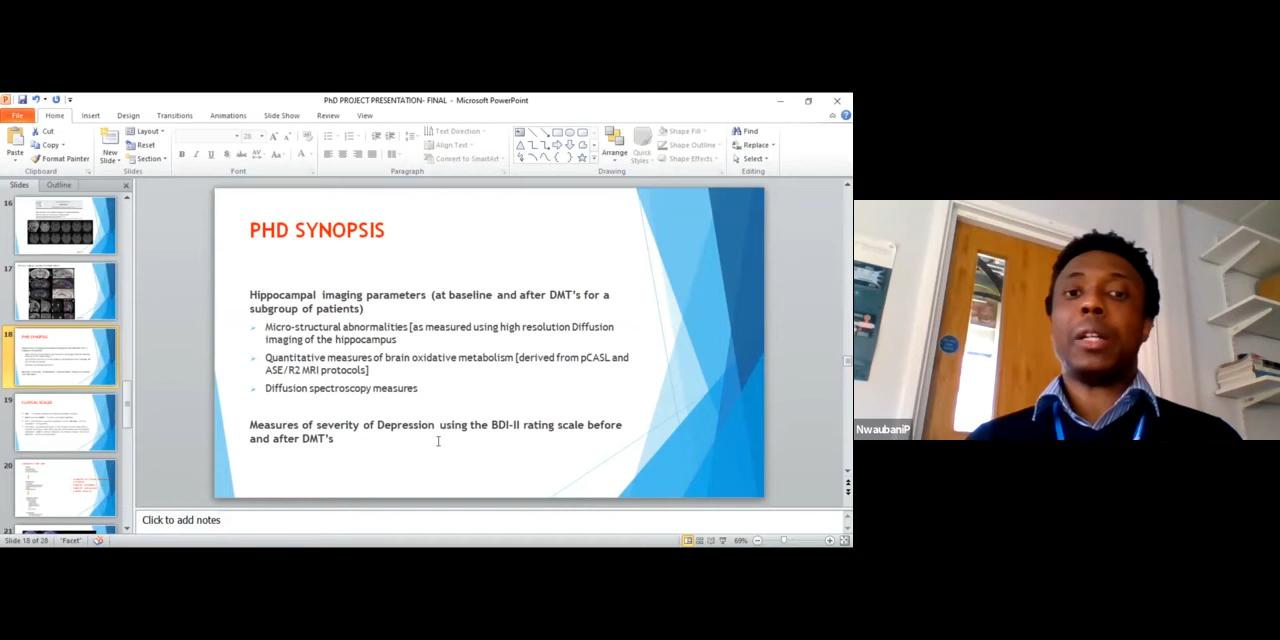 PhD PROJECT PRESENTATION- FINAL - Microsoft PowerPoint
File Home Insert Design Transitions Animations Slide Show Review View
Paste
Cut
Copy
Format Painter
Clipboard
New Slide
Layout
Reset
Section
Slides
28
Font
Paragraph
Text Direction
Align Text
Convert to SmartArt
Arrange
Quick Styles
Shape Fill
Shape Outline
Shape Effects
Drawing
Find
Replace
Select
Editing
Slides Outline
16
17
18
PHD SYNOPSIS
19
CLINICAL SCALES
20
21
PHD SYNOPSIS
Hippocampal imaging parameters (at baseline and after DMT's for a
subgroup of patients)
Micro-structural abnormalities[as measured using high resolution Diffusion
imaging of the hippocampus
Quantitative measures of brain oxidative metabolism [derived from pCASL and
ASE/R2 MRI protocols]
Diffusion spectroscopy measures
Measures of severity of Depression using the BDI-II rating scale before
and after DMT's
Click to add notes
Slide 18 of 28 "Facet" 69%
NwaubaniP